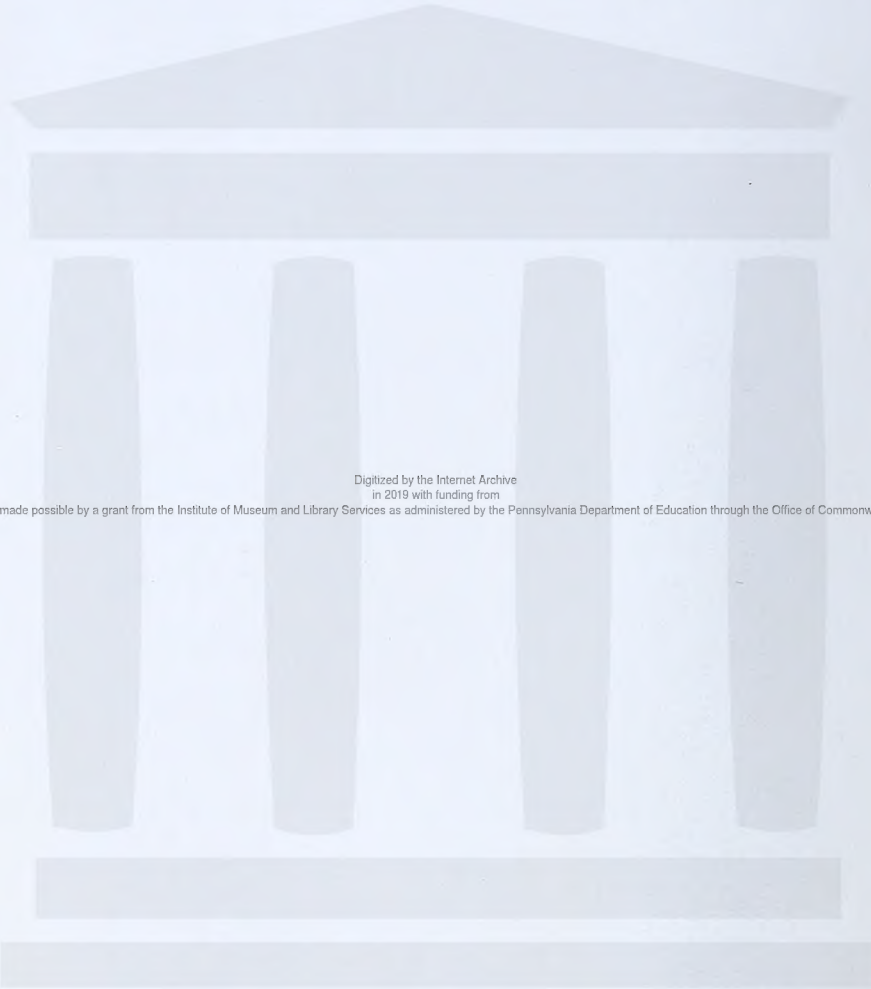 Digitized by the Internet Archive
in 2019 with funding from
made possible by a grant from the Institute of Museum and Library Services as administered by the Pennsylvania Department of Education through the Office of